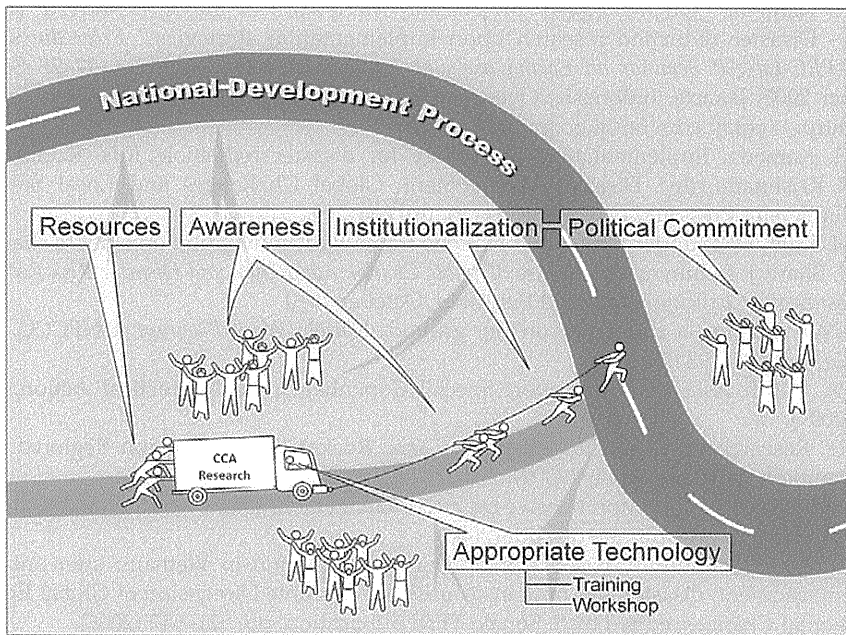 National Development Process
Resources
Awareness
Institutionalization
Political Commitment
CCA
Research
Appropriate Technology
Training
Workshop